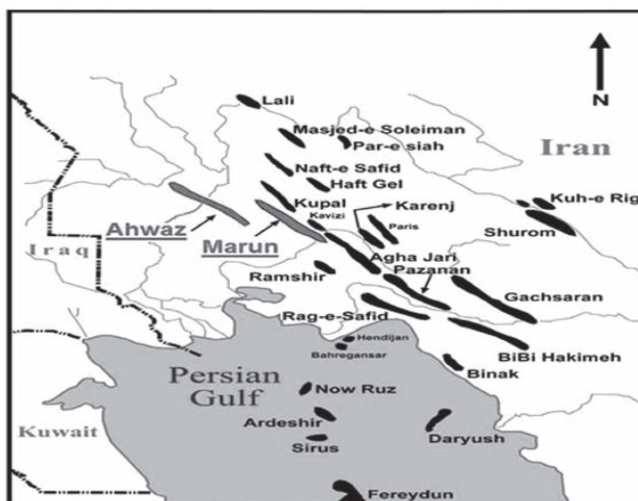 N
Lali
Masjed-e Soleiman
Par-e siah
Iran
Naft-e Safid
Haft Gel
Kuh-e Rig
Kupal
Karenj
Kavizi
Ahwaz
Paris
Shurom
Marun
Iraq
Agha Jari
Ramshir
Pazanan
Gachsaran
Rag-e-Safid
Hendijan
BiBi Hakimeh
Bahregansar
Binak
Persian
Gulf
Now Ruz
Ardeshir
Kuwait
Daryush
Sirus
Fereydun